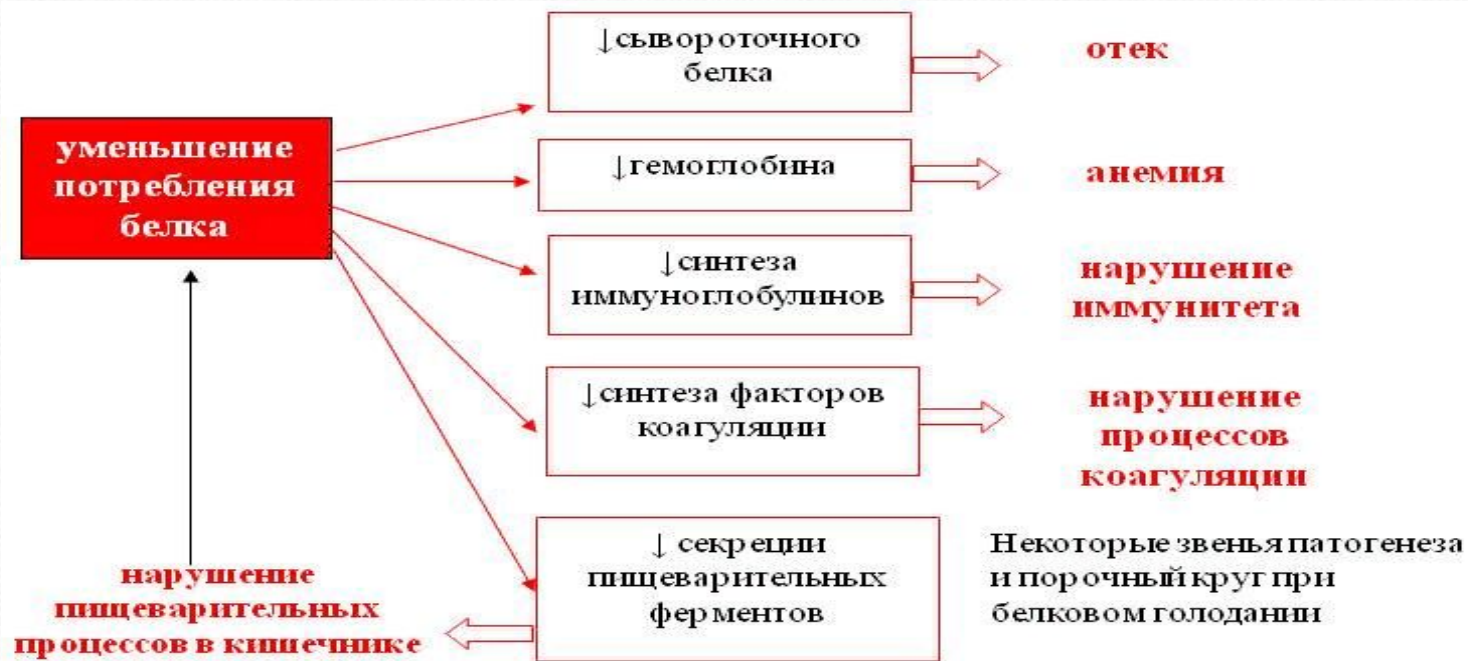 уменьшение
потребления
белка
↓сывороточного
белка
отек
↓гемоглобина
анемия
↓синтеза
иммуноглобулинов
нарушение
иммунитета
↓синтеза факторов
коагуляции
нарушение
процессов
коагуляции
↓ секреции
пищеварительных
ферментов
нарушение
пищеварительных
процессов в кишечнике
Некоторые звенья патогенеза
и порочный круг при
белковом голодании